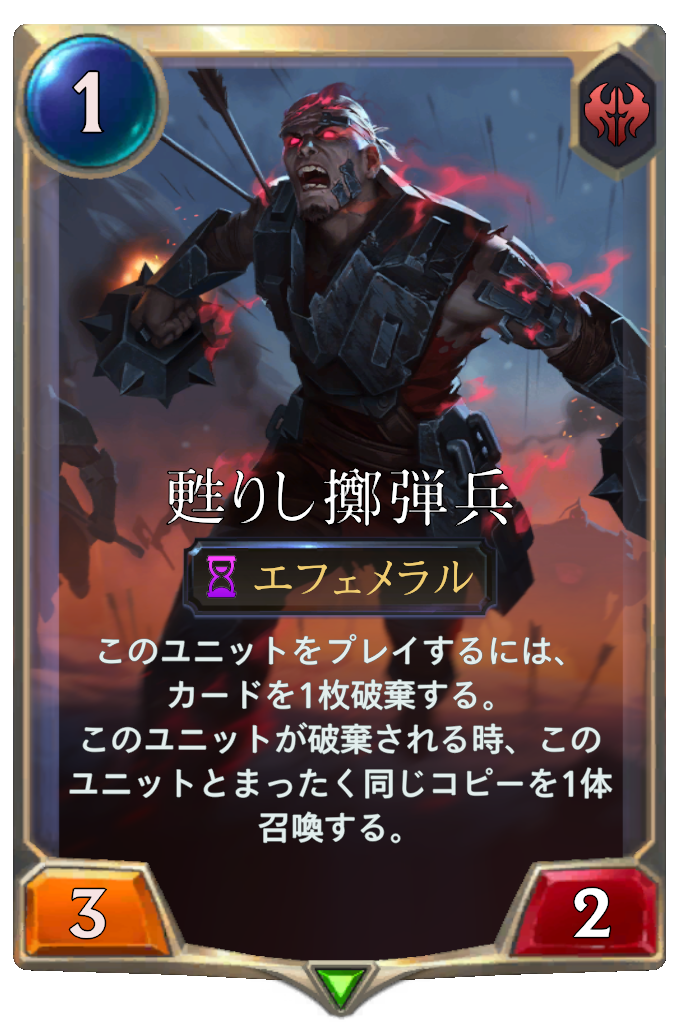 1
甦りし擲弾兵
エフェメラル
このユニットをプレイするには、
カードを1枚破棄する。
このユニットが破棄される時、この
ユニットとまったく同じコピーを1体
召喚する。
3
2